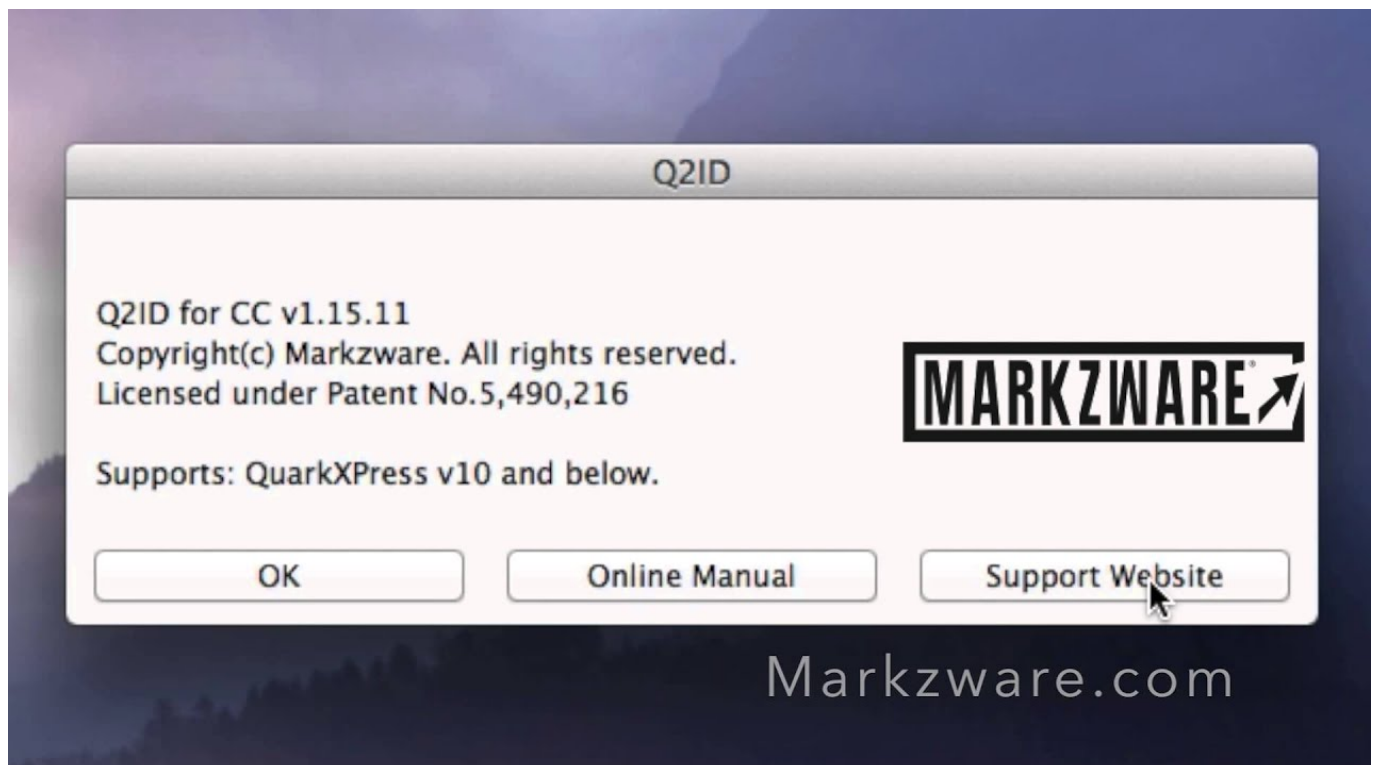 Q2ID
Q2ID for CC v1.15.11
Copyright(c) Markzware. All rights reserved.
Licensed under Patent No.5,490,216
MARKZWARE®
Supports: QuarkXPress v10 and below.
OK
Online Manual
Support Website
Markzware.com